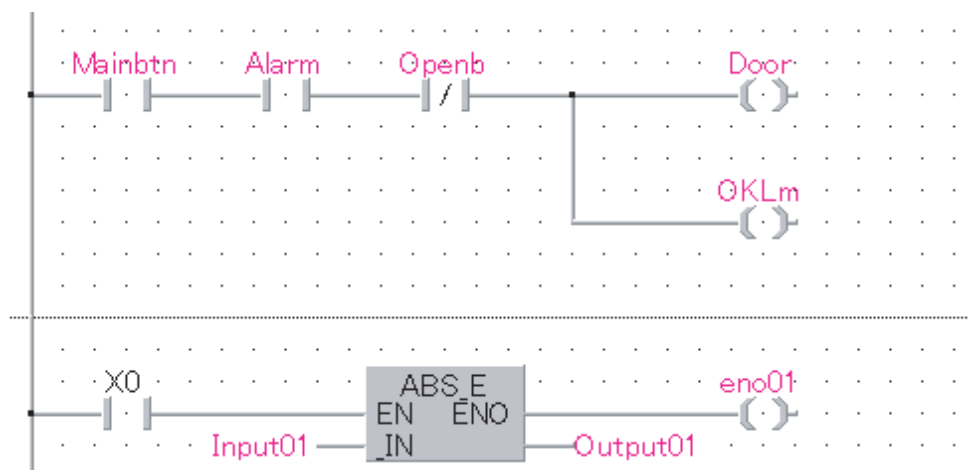 Mainbtn Alarm Openb Door
OKLm
X0 ABS_E eno01
EN ENO
Input01 _IN Output01